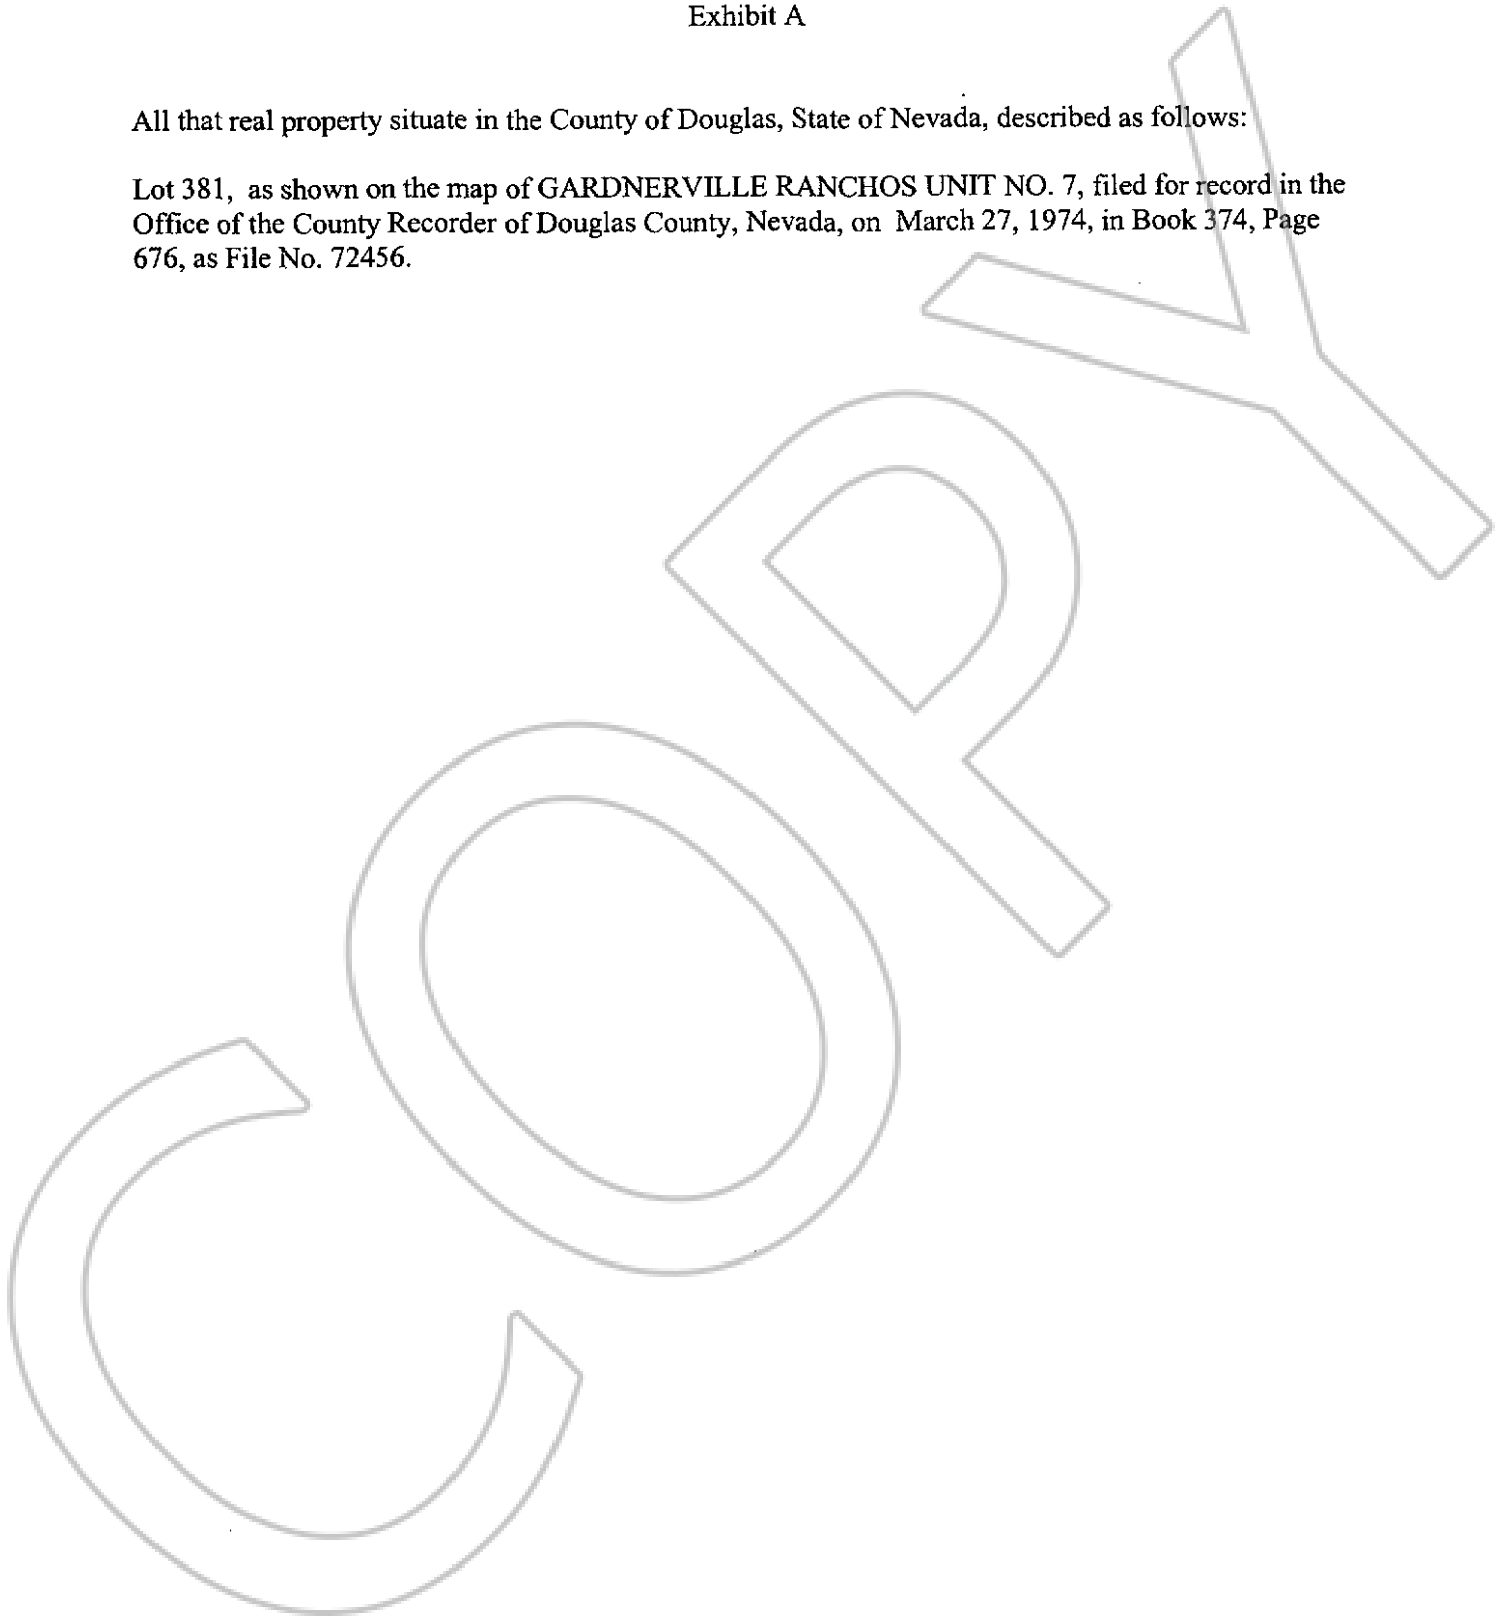 Exhibit A
All that real property situate in the County of Douglas, State of Nevada, described as follows:
Lot 381, as shown on the map of GARDNERVILLE RANCHOS UNIT NO. 7, filed for record in the
Office of the County Recorder of Douglas County, Nevada, on March 27, 1974, in Book 374, Page
676, as File No. 72456.
COPY